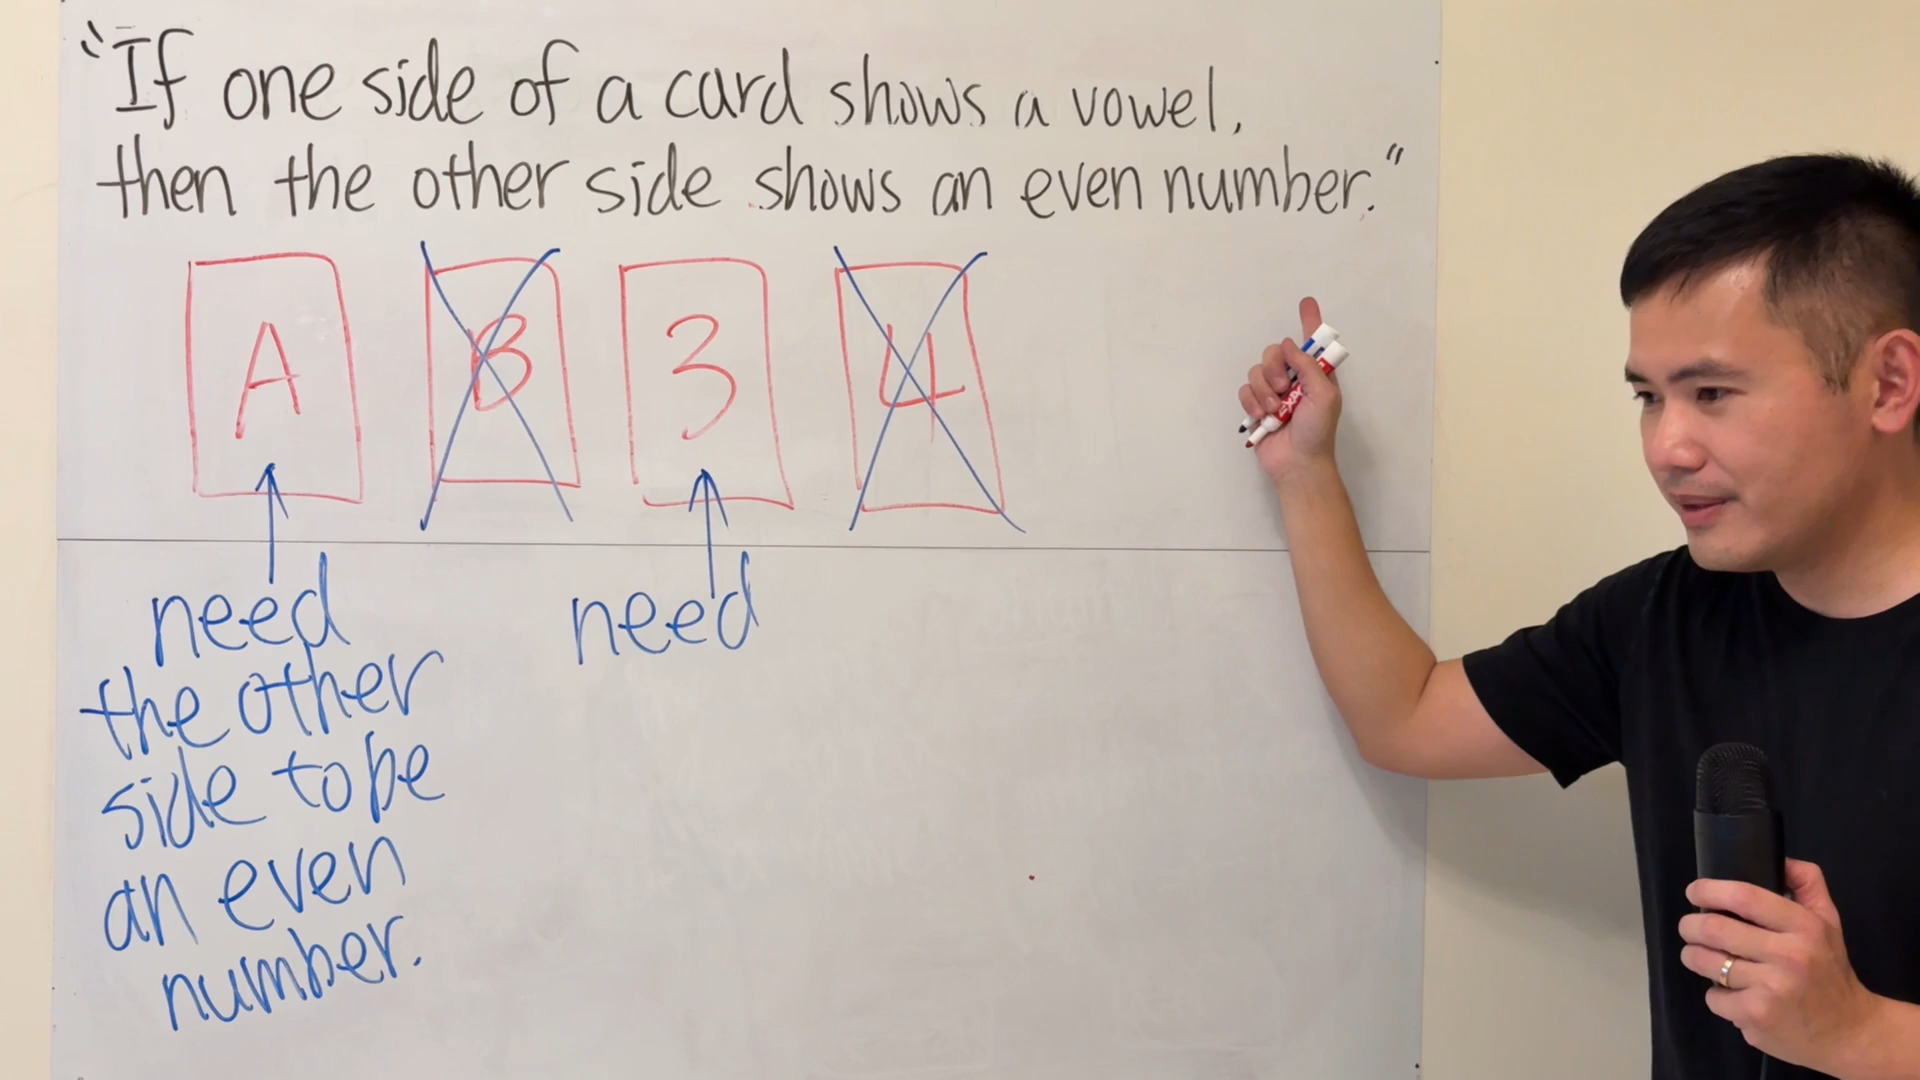 "If one side of a card shows a vowel,
then the other side shows an even number."
A B 3 4
need need
the other
side to be
an even
number.